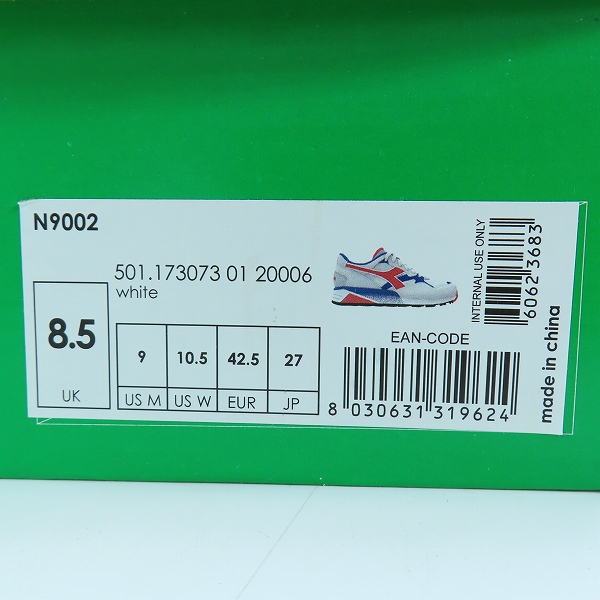 N9002
501.173073 01 20006
white
8.5
UK
9 10.5 42.5 27
US M US W EUR JP
EAN-CODE
8 030631 319624
INTERNAL USE ONLY
6062 3683
made in china